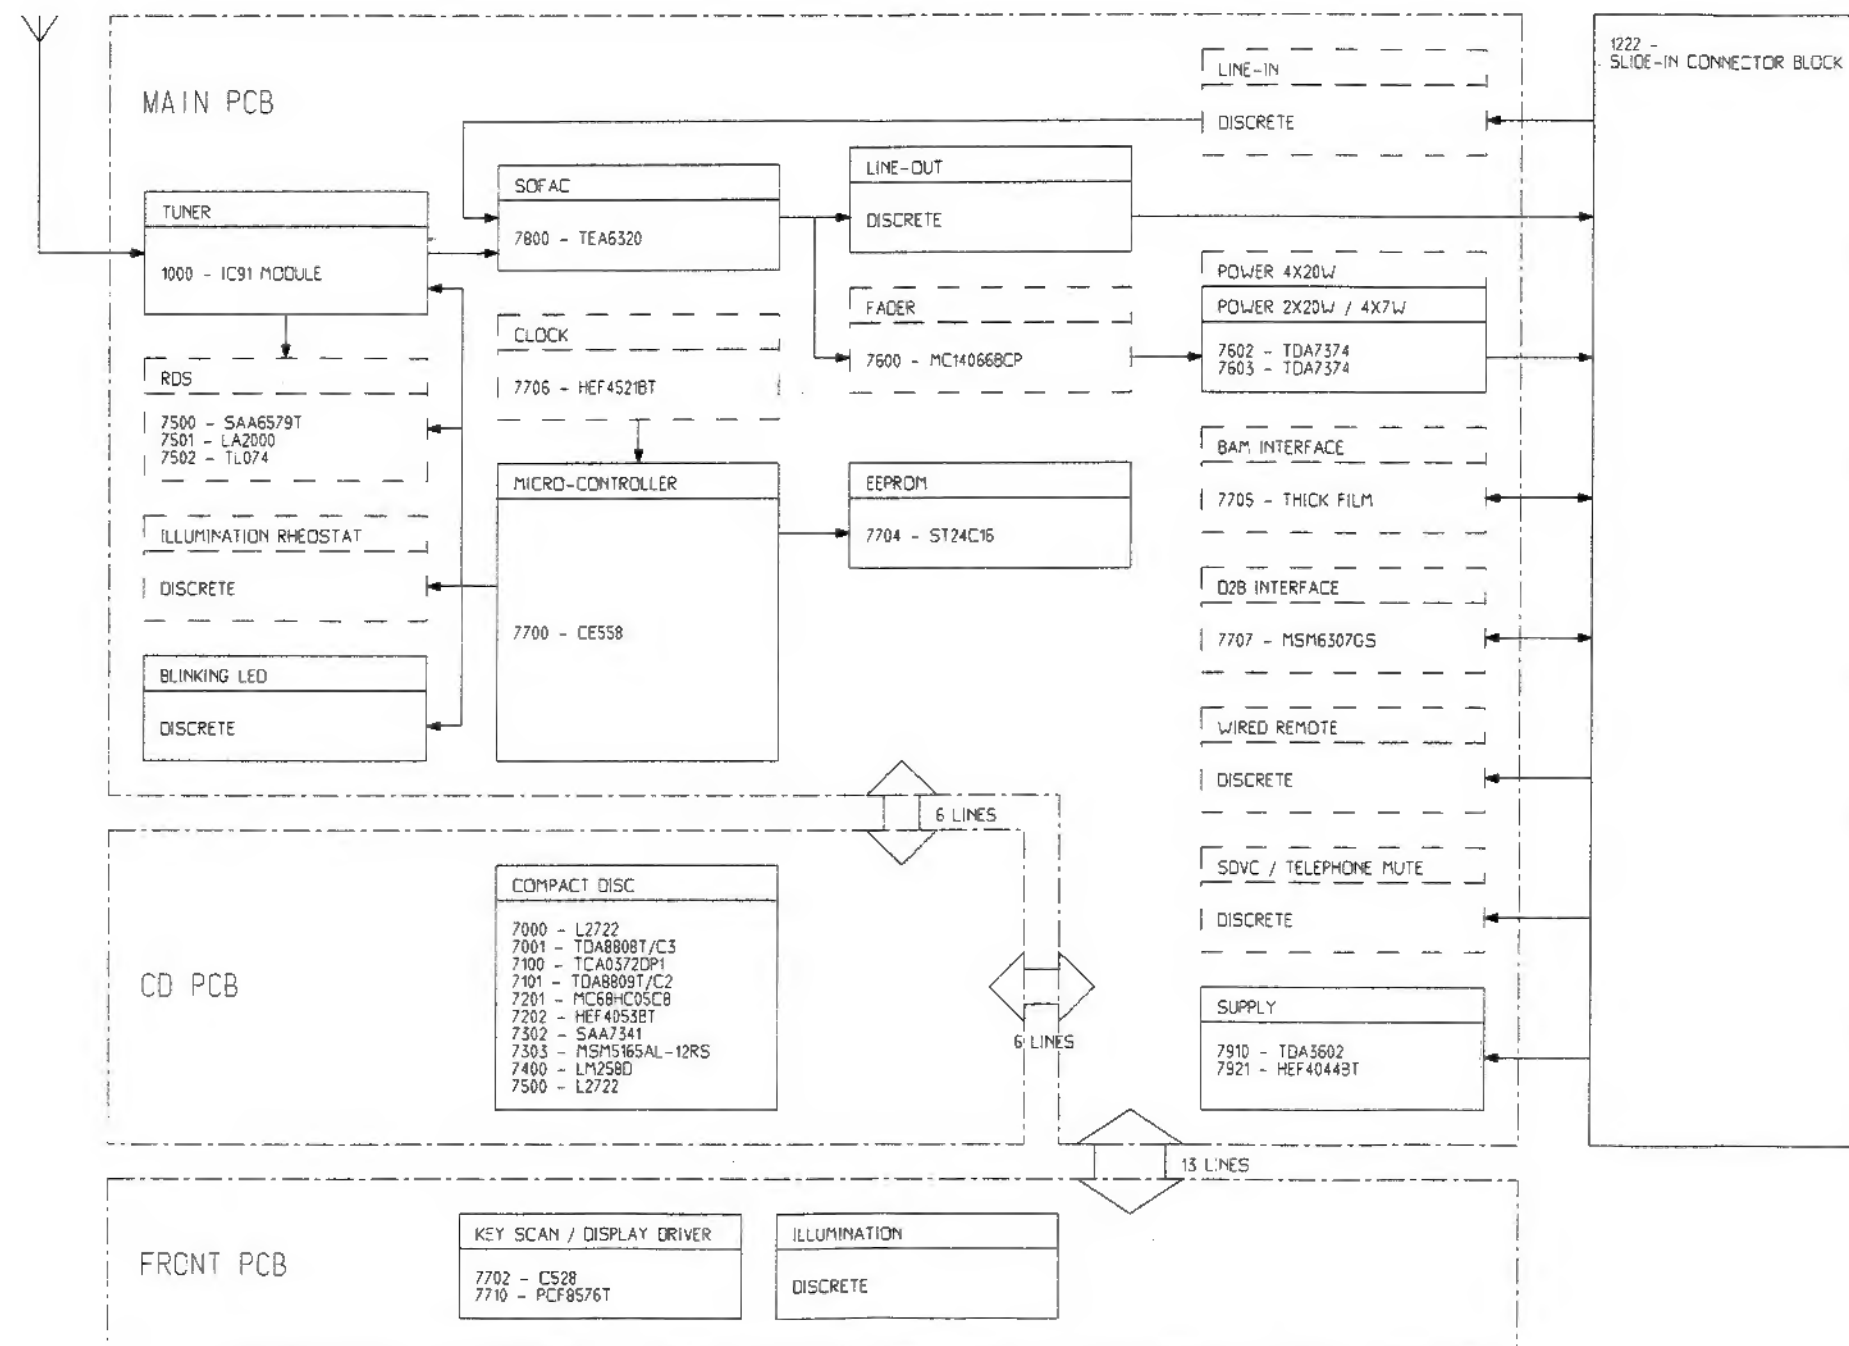 1222 -
SLIDE-IN CONNECTOR BLOCK
MAIN PCB
LINE-IN
DISCRETE
TUNER
1000 - IC91 MODULE
SOFAC
7800 - TEA6320
LINE-OUT
DISCRETE
POWER 4X20W
POWER 2X20W / 4X7W
7602 - TDA7374
7603 - TDA7374
FADER
7600 - MC14066BCP
CLOCK
7706 - HEF4521BT
RDS
7500 - SAA6579T
7501 - LA2000
7502 - TL074
BAM INTERFACE
7705 - THICK FILM
MICRO-CONTROLLER
7700 - CE558
EEPROM
7704 - ST24C16
ILLUMINATION RHEOSTAT
DISCRETE
D2B INTERFACE
7707 - MSM6307GS
BLINKING LED
DISCRETE
WIRED REMOTE
DISCRETE
6 LINES
SDVC / TELEPHONE MUTE
DISCRETE
CD PCB
COMPACT DISC
7000 - L2722
7001 - TDA8808T/C3
7100 - TCA0372DP1
7101 - TDA8809T/C2
7201 - MC68HC05C8
7202 - HEF4053BT
7302 - SAA7341
7303 - MSM5165AL-12RS
7400 - LM258D
7500 - L2722
6 LINES
SUPPLY
7910 - TDA3602
7921 - HEF4044BT
13 LINES
FRONT PCB
KEY SCAN / DISPLAY DRIVER
7702 - C528
7710 - PCF8576T
ILLUMINATION
DISCRETE